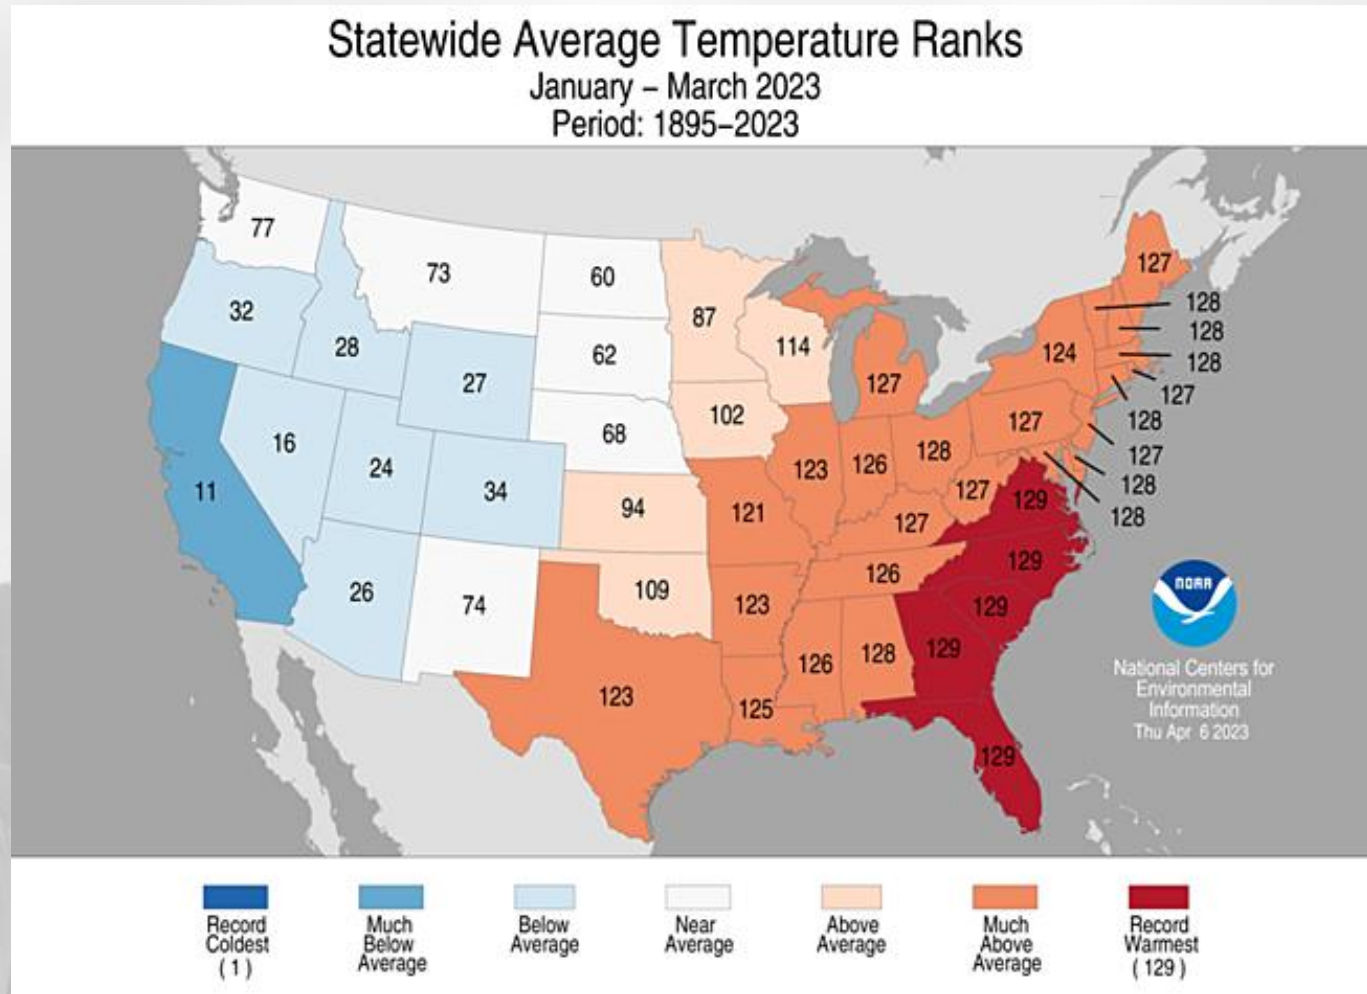 Statewide Average Temperature Ranks
January – March 2023
Period: 1895–2023
77
73
60
87
114
127
128
128
128
127
128
127
128
128
32
28
27
62
127
124
11
16
24
34
68
102
123
126
128
127
127
129
94
121
127
129
26
74
109
123
126
129
123
125
126
128
129
129
NOAA
National Centers for
Environmental
Information
Thu Apr 6 2023
Record
Coldest
( 1 )
Much
Below
Average
Below
Average
Near
Average
Above
Average
Much
Above
Average
Record
Warmest
( 129 )